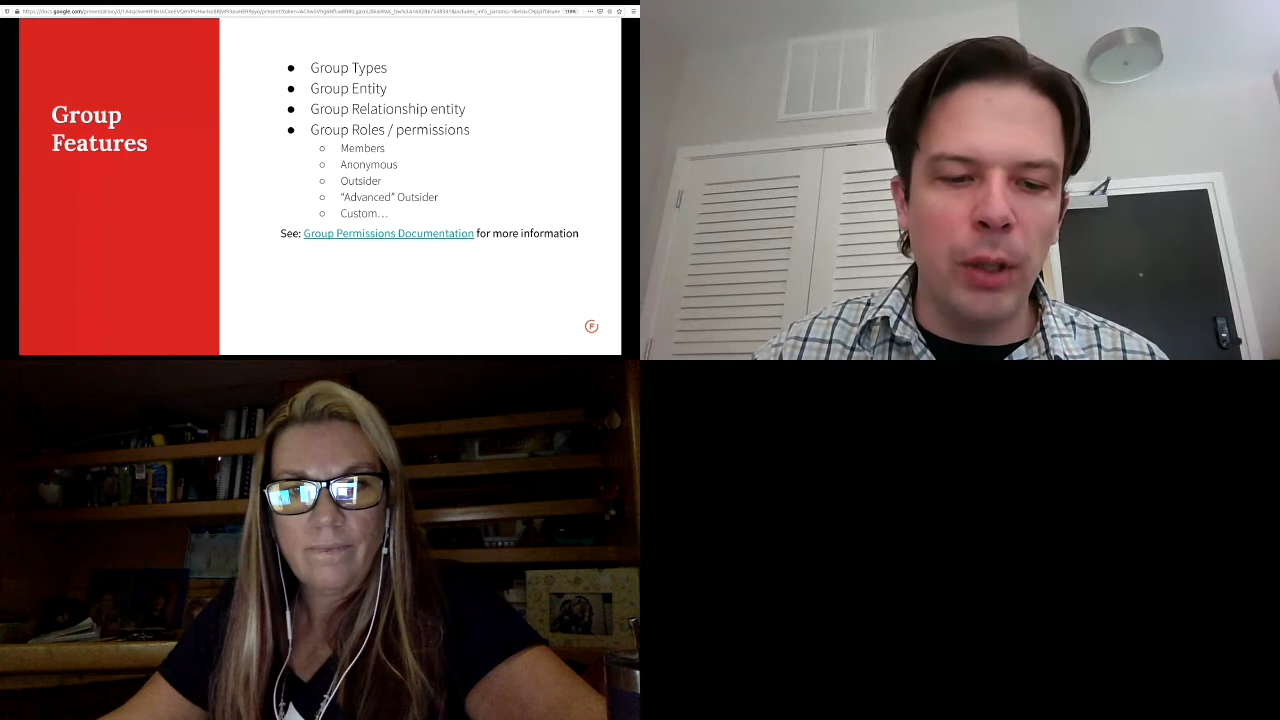 Group
Features
● Group Types
● Group Entity
● Group Relationship entity
● Group Roles / permissions
○ Members
○ Anonymous
○ Outsider
○ “Advanced” Outsider
○ Custom…
See: Group Permissions Documentation for more information
F